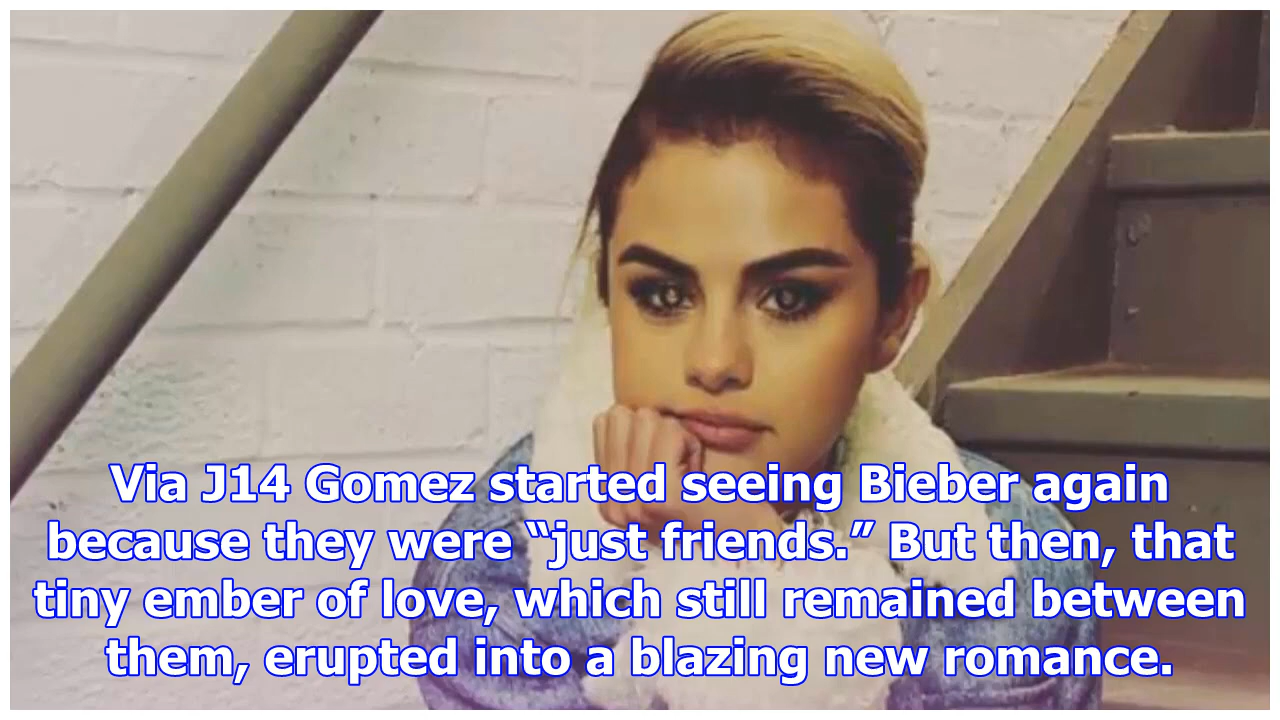 Via J14 Gomez started seeing Bieber again
because they were “just friends.” But then, that
tiny ember of love, which still remained between
them, erupted into a blazing new romance.